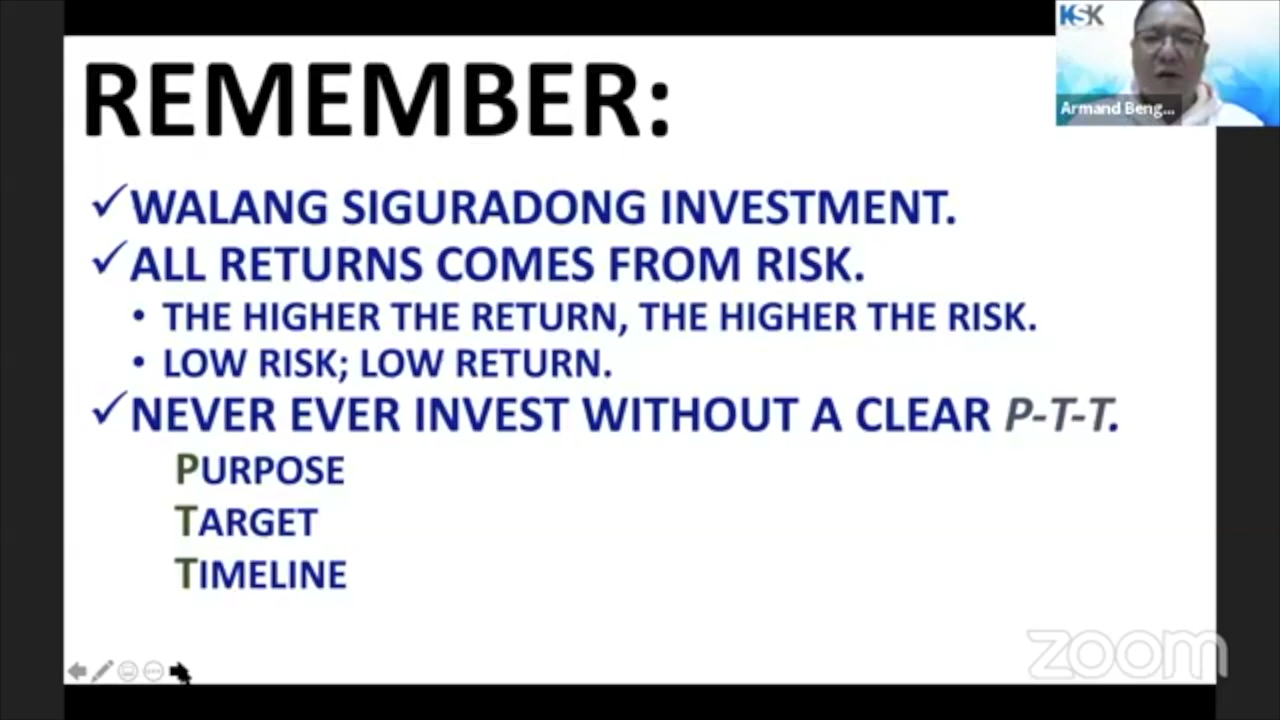 KSK
Armand Beng...
REMEMBER:
✓WALANG SIGURADONG INVESTMENT.
✓ALL RETURNS COMES FROM RISK.
• THE HIGHER THE RETURN, THE HIGHER THE RISK.
• LOW RISK; LOW RETURN.
✓NEVER EVER INVEST WITHOUT A CLEAR P-T-T.
PURPOSE
TARGET
TIMELINE
zoom